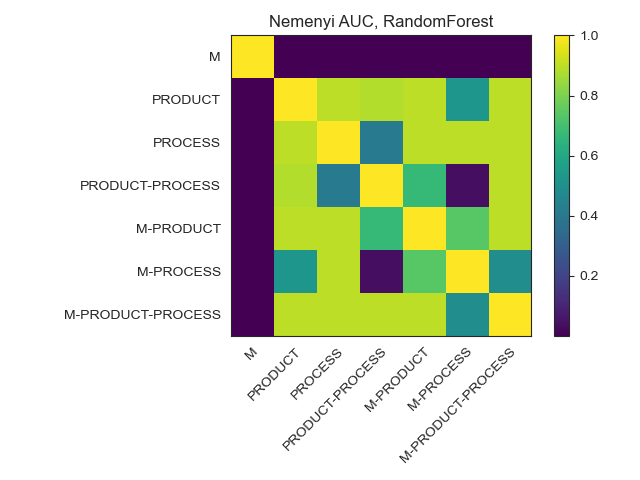 Nemenyi AUC, RandomForest
M
PRODUCT
PROCESS
PRODUCT-PROCESS
M-PRODUCT
M-PROCESS
M-PRODUCT-PROCESS
M
PRODUCT
PROCESS
PRODUCT-PROCESS
M-PRODUCT
M-PROCESS
M-PRODUCT-PROCESS
1.0
0.8
0.6
0.4
0.2